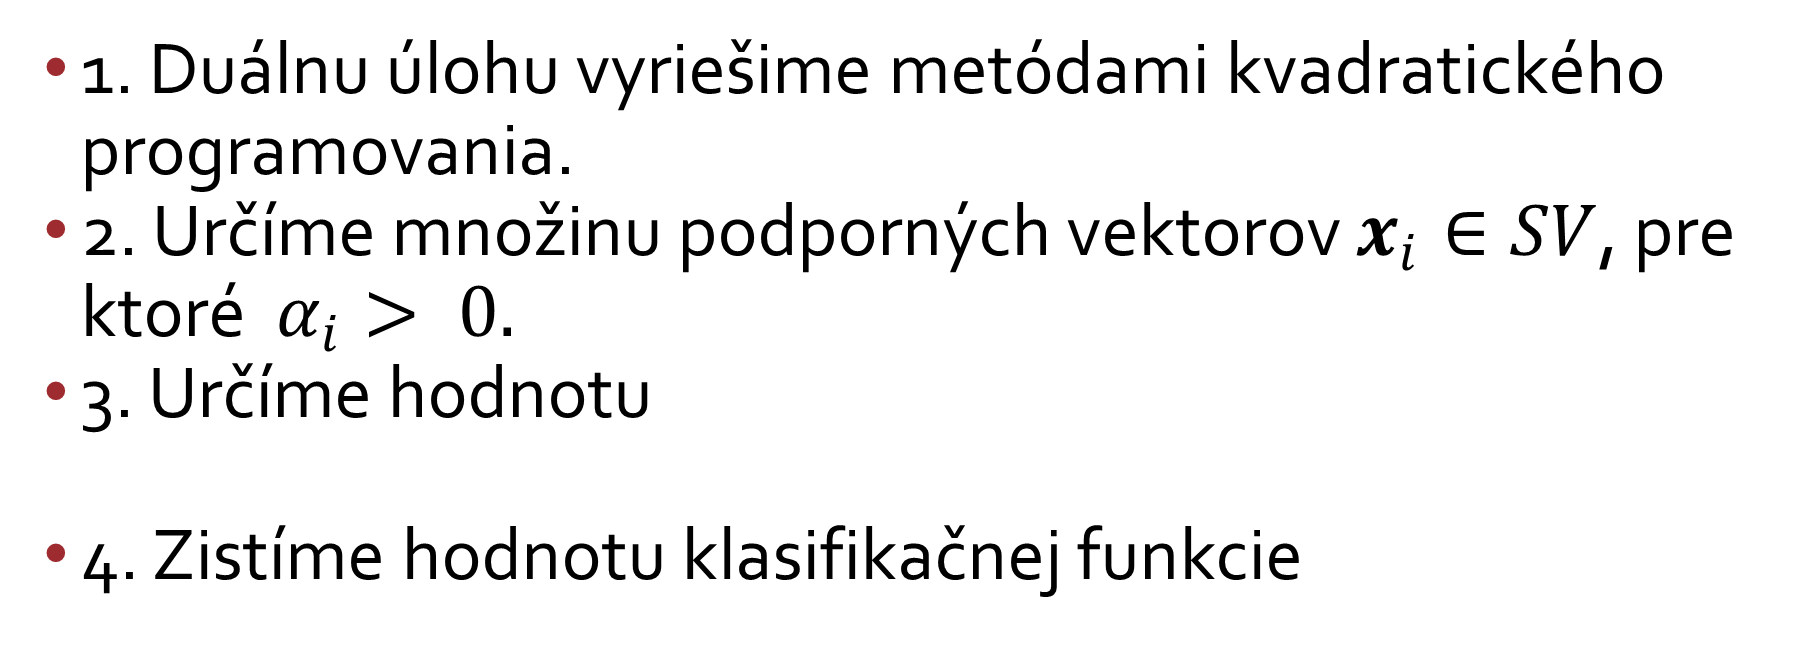 • 1. Duálnu úlohu vyriešime metódami kvadratického
programovania.
• 2. Určíme množinu podporných vektorov 𝒙ᵢ ∈ 𝑆𝑉, pre
ktoré 𝛼ᵢ > 0.
• 3. Určíme hodnotu
• 4. Zistíme hodnotu klasifikačnej funkcie